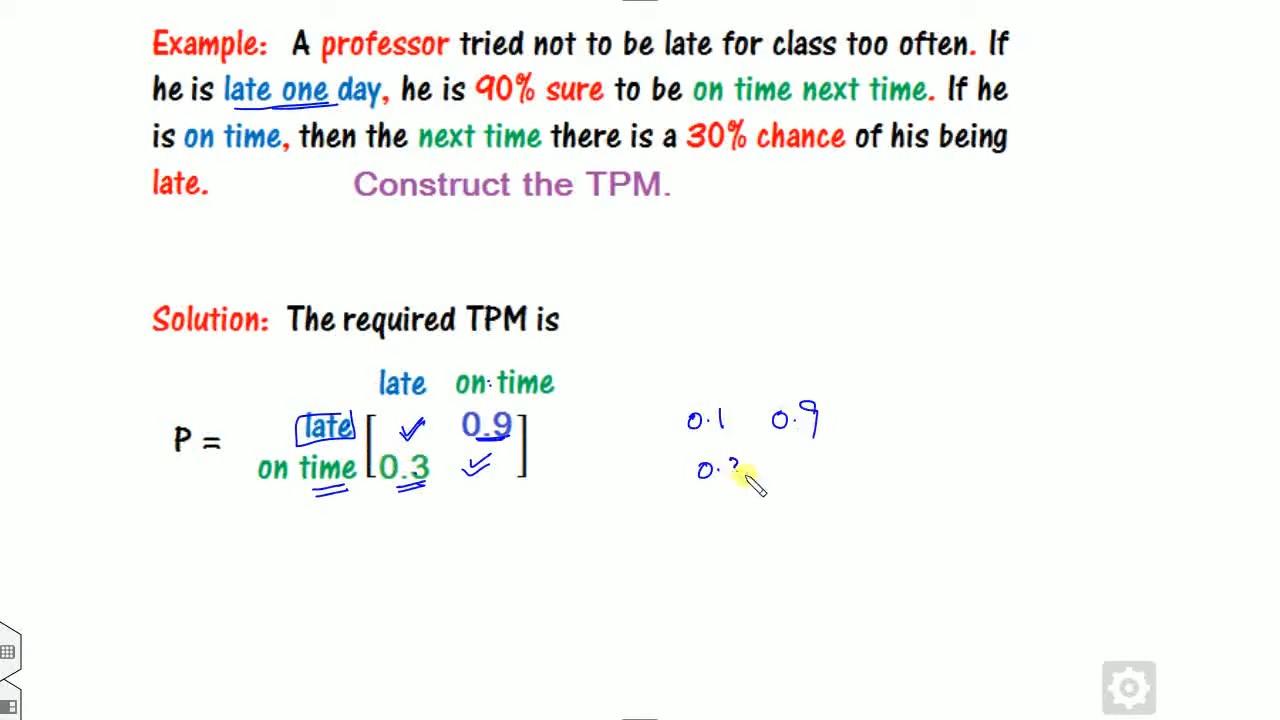 Example: A professor tried not to be late for class too often. If
he is late one day, he is 90% sure to be on time next time. If he
is on time, then the next time there is a 30% chance of his being
late. Construct the TPM.
Solution: The required TPM is
late on time
P = late [ ✓ 0.9 ]
on time 0.3 ✓
0.1 0.9
0.